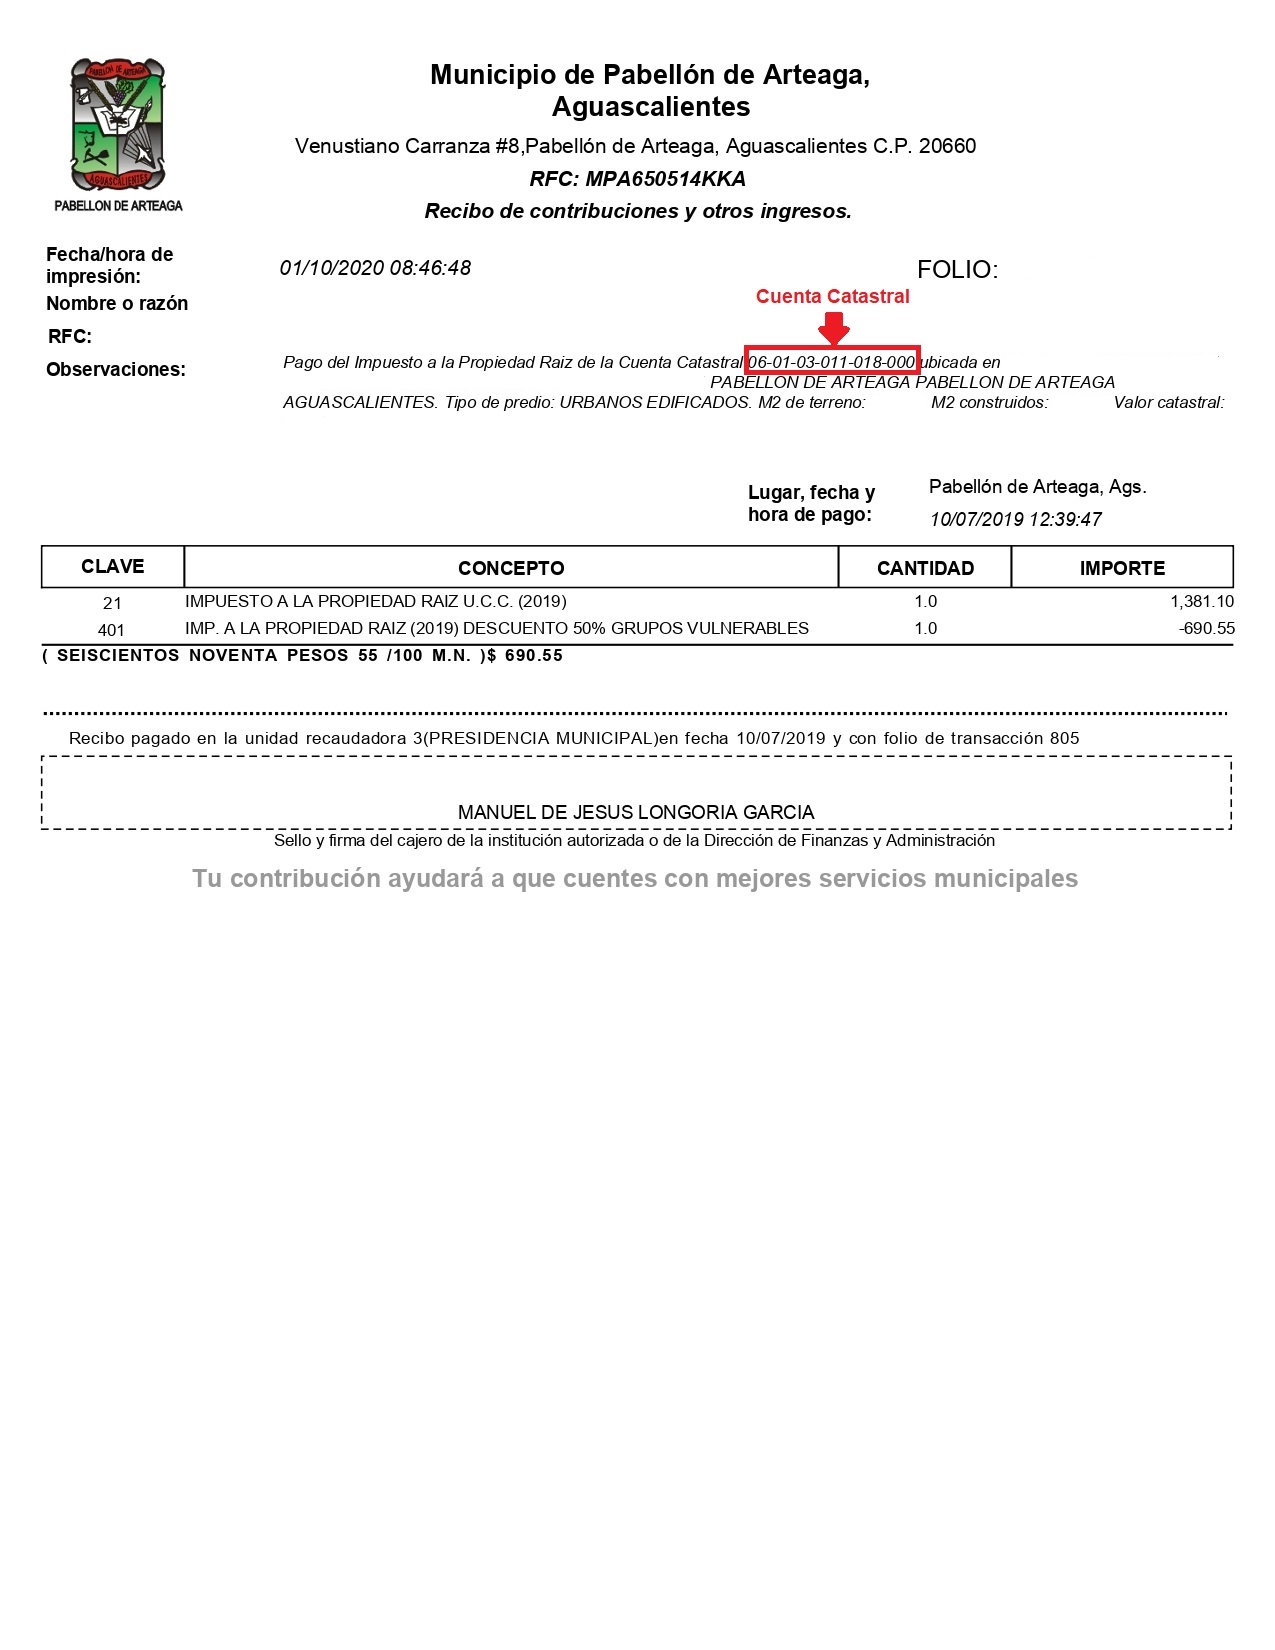 PABELLON DE ARTEAGA
AGUASCALIENTES
PABELLON DE ARTEAGA
Municipio de Pabellón de Arteaga,
Aguascalientes
Venustiano Carranza #8,Pabellón de Arteaga, Aguascalientes C.P. 20660
RFC: MPA650514KKA
Recibo de contribuciones y otros ingresos.
Fecha/hora de
impresión:
01/10/2020 08:46:48
FOLIO:
Nombre o razón
Cuenta Catastral
RFC:
Observaciones:
Pago del Impuesto a la Propiedad Raiz de la Cuenta Catastral 06-01-03-011-018-000 ubicada en
PABELLON DE ARTEAGA PABELLON DE ARTEAGA
AGUASCALIENTES. Tipo de predio: URBANOS EDIFICADOS. M2 de terreno: M2 construidos: Valor catastral:
Lugar, fecha y
hora de pago:
Pabellón de Arteaga, Ags.
10/07/2019 12:39:47
CLAVE CONCEPTO CANTIDAD IMPORTE
21 IMPUESTO A LA PROPIEDAD RAIZ U.C.C. (2019) 1.0 1,381.10
401 IMP. A LA PROPIEDAD RAIZ (2019) DESCUENTO 50% GRUPOS VULNERABLES 1.0 -690.55
( SEISCIENTOS NOVENTA PESOS 55 /100 M.N. )$ 690.55
Recibo pagado en la unidad recaudadora 3(PRESIDENCIA MUNICIPAL)en fecha 10/07/2019 y con folio de transacción 805
MANUEL DE JESUS LONGORIA GARCIA
Sello y firma del cajero de la institución autorizada o de la Dirección de Finanzas y Administración
Tu contribución ayudará a que cuentes con mejores servicios municipales